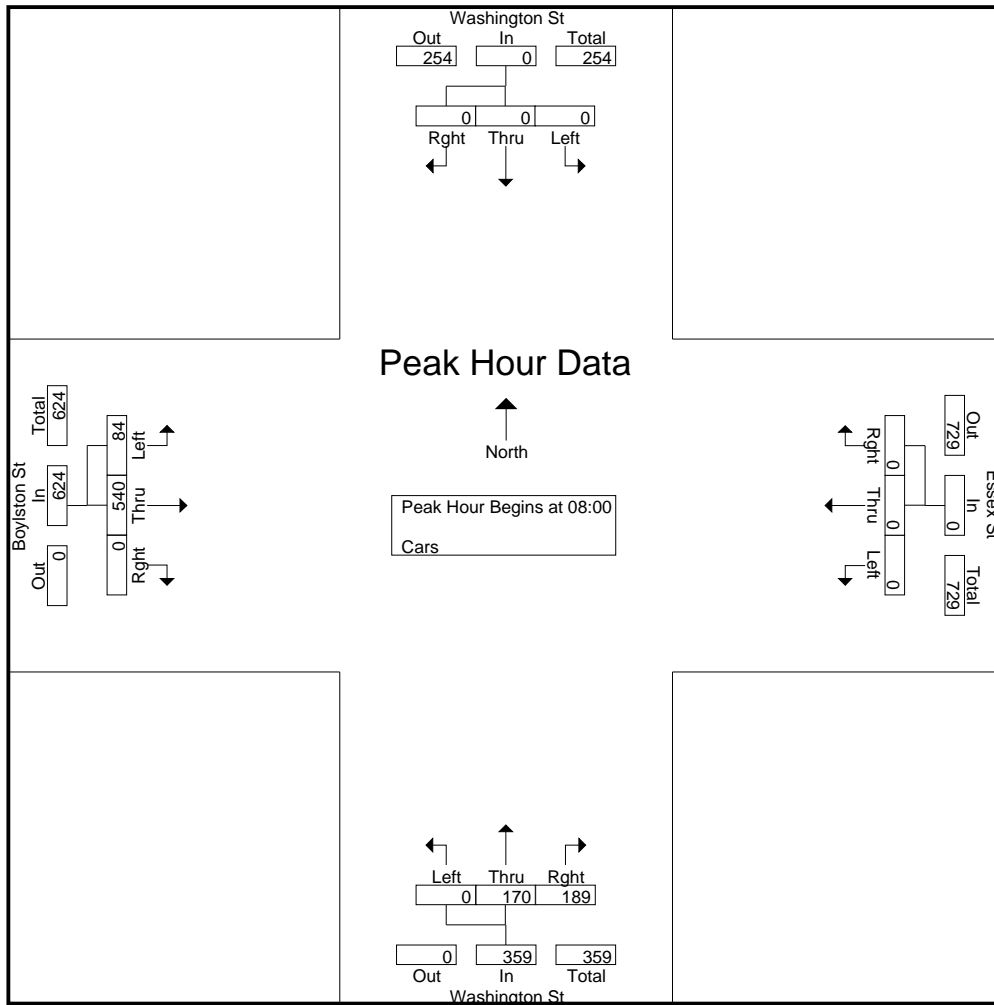 Washington St
Out In Total
254 0 254
0 0 0
Rght Thru Left
Peak Hour Data
North
Peak Hour Begins at 08:00
Cars
Boylston St
Out In Total
0 624 624
0 540 84
Rght Thru Left
Essex St
Out In Total
729 0 729
0 0 0
Rght Thru Left
Left Thru Rght
0 170 189
0 359 359
Out In Total
Washington St